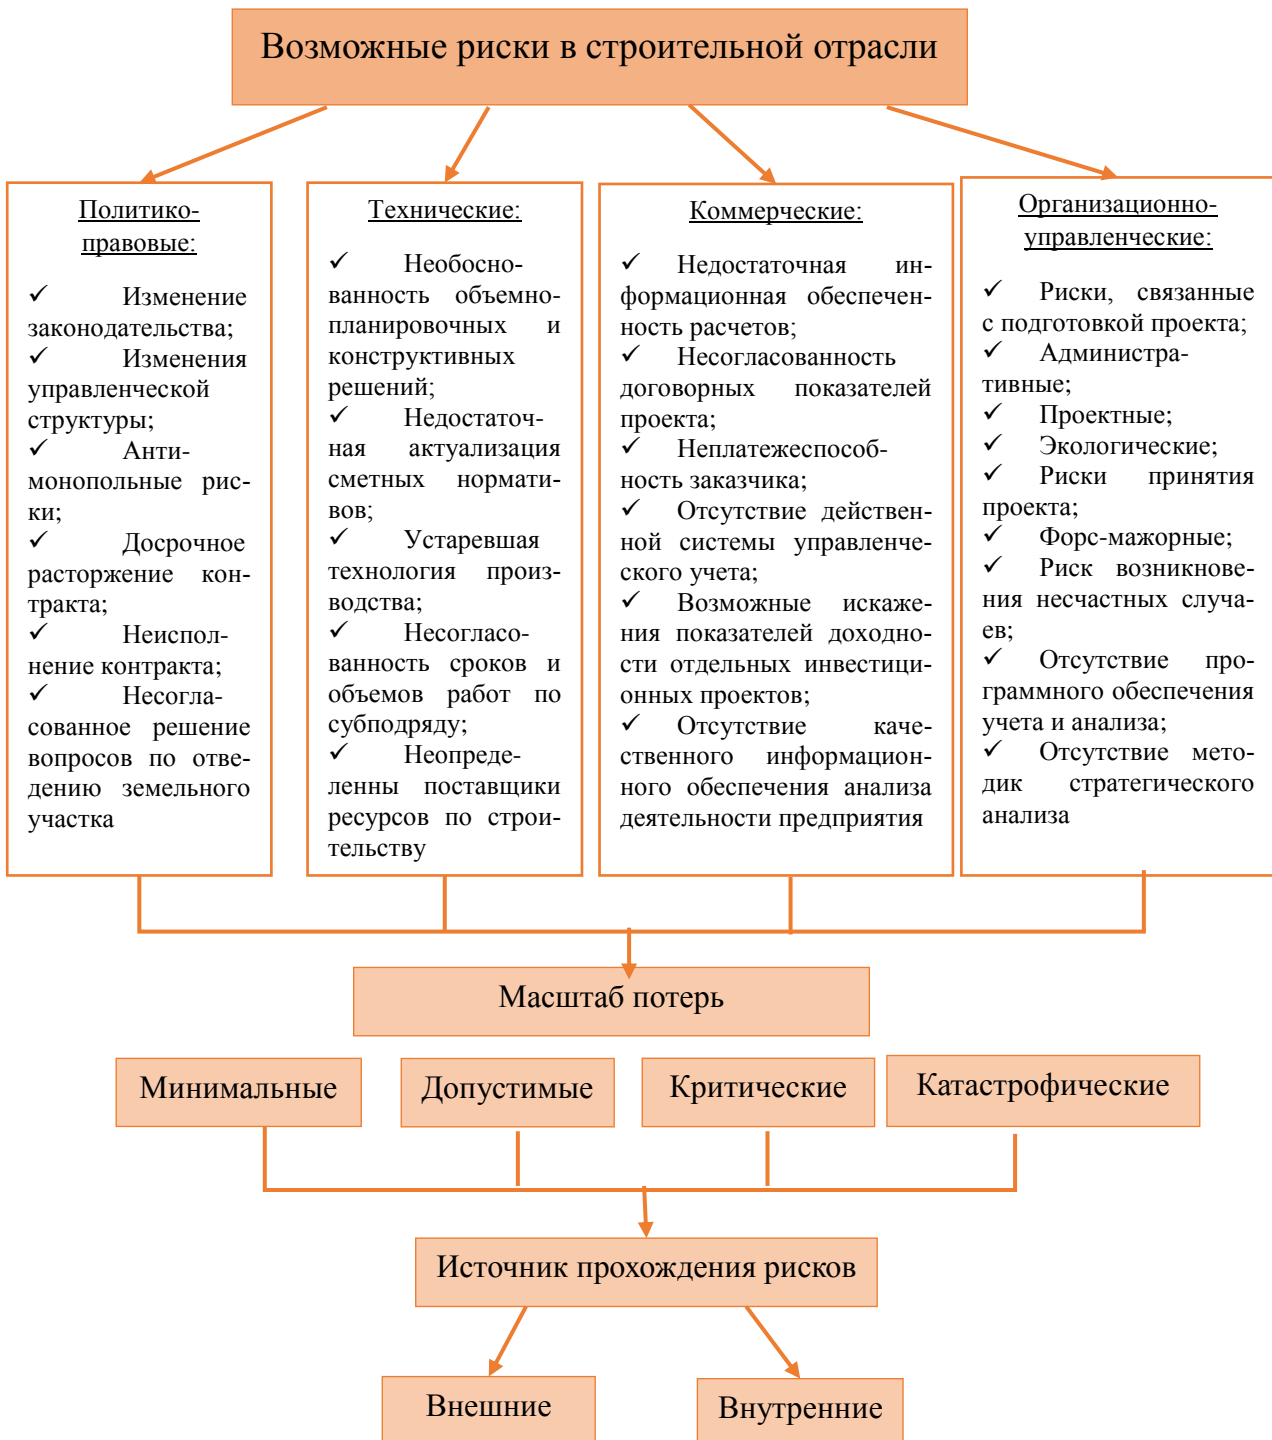 Возможные риски в строительной отрасли
Политико-
правовые:
✓ Изменение
законодательства;
✓ Изменения
управленческой
структуры;
✓ Анти-
монопольные рис-
ки;
✓ Досрочное
расторжение кон-
тракта;
✓ Неиспол-
нение контракта;
✓ Несогла-
сованное решение
вопросов по отве-
дению земельного
участка
Технические:
✓ Необосно-
ванность объемно-
планировочных и
конструктивных
решений;
✓ Недостаточ-
ная актуализация
сметных нормати-
вов;
✓ Устаревшая
технология произ-
водства;
✓ Несогласо-
ванность сроков и
объемов работ по
субподряду;
✓ Неопреде-
ленны поставщики
ресурсов по строи-
тельству
Коммерческие:
✓ Недостаточная ин-
формационная обеспечен-
ность расчетов;
✓ Несогласованность
договорных показателей
проекта;
✓ Неплатежеспособ-
ность заказчика;
✓ Отсутствие действен-
ной системы управленче-
ского учета;
✓ Возможные искаже-
ния показателей доходно-
сти отдельных инвестици-
онных проектов;
✓ Отсутствие каче-
ственного информацион-
ного обеспечения анализа
деятельности предприятия
Организационно-
управленческие:
✓ Риски, связанные
с подготовкой проекта;
✓ Администра-
тивные;
✓ Проектные;
✓ Экологические;
✓ Риски принятия
проекта;
✓ Форс-мажорные;
✓ Риск возникнове-
ния несчастных случа-
ев;
✓ Отсутствие про-
граммного обеспечения
учета и анализа;
✓ Отсутствие мето-
дик стратегического
анализа
Масштаб потерь
Минимальные
Допустимые
Критические
Катастрофические
Источник прохождения рисков
Внешние
Внутренние